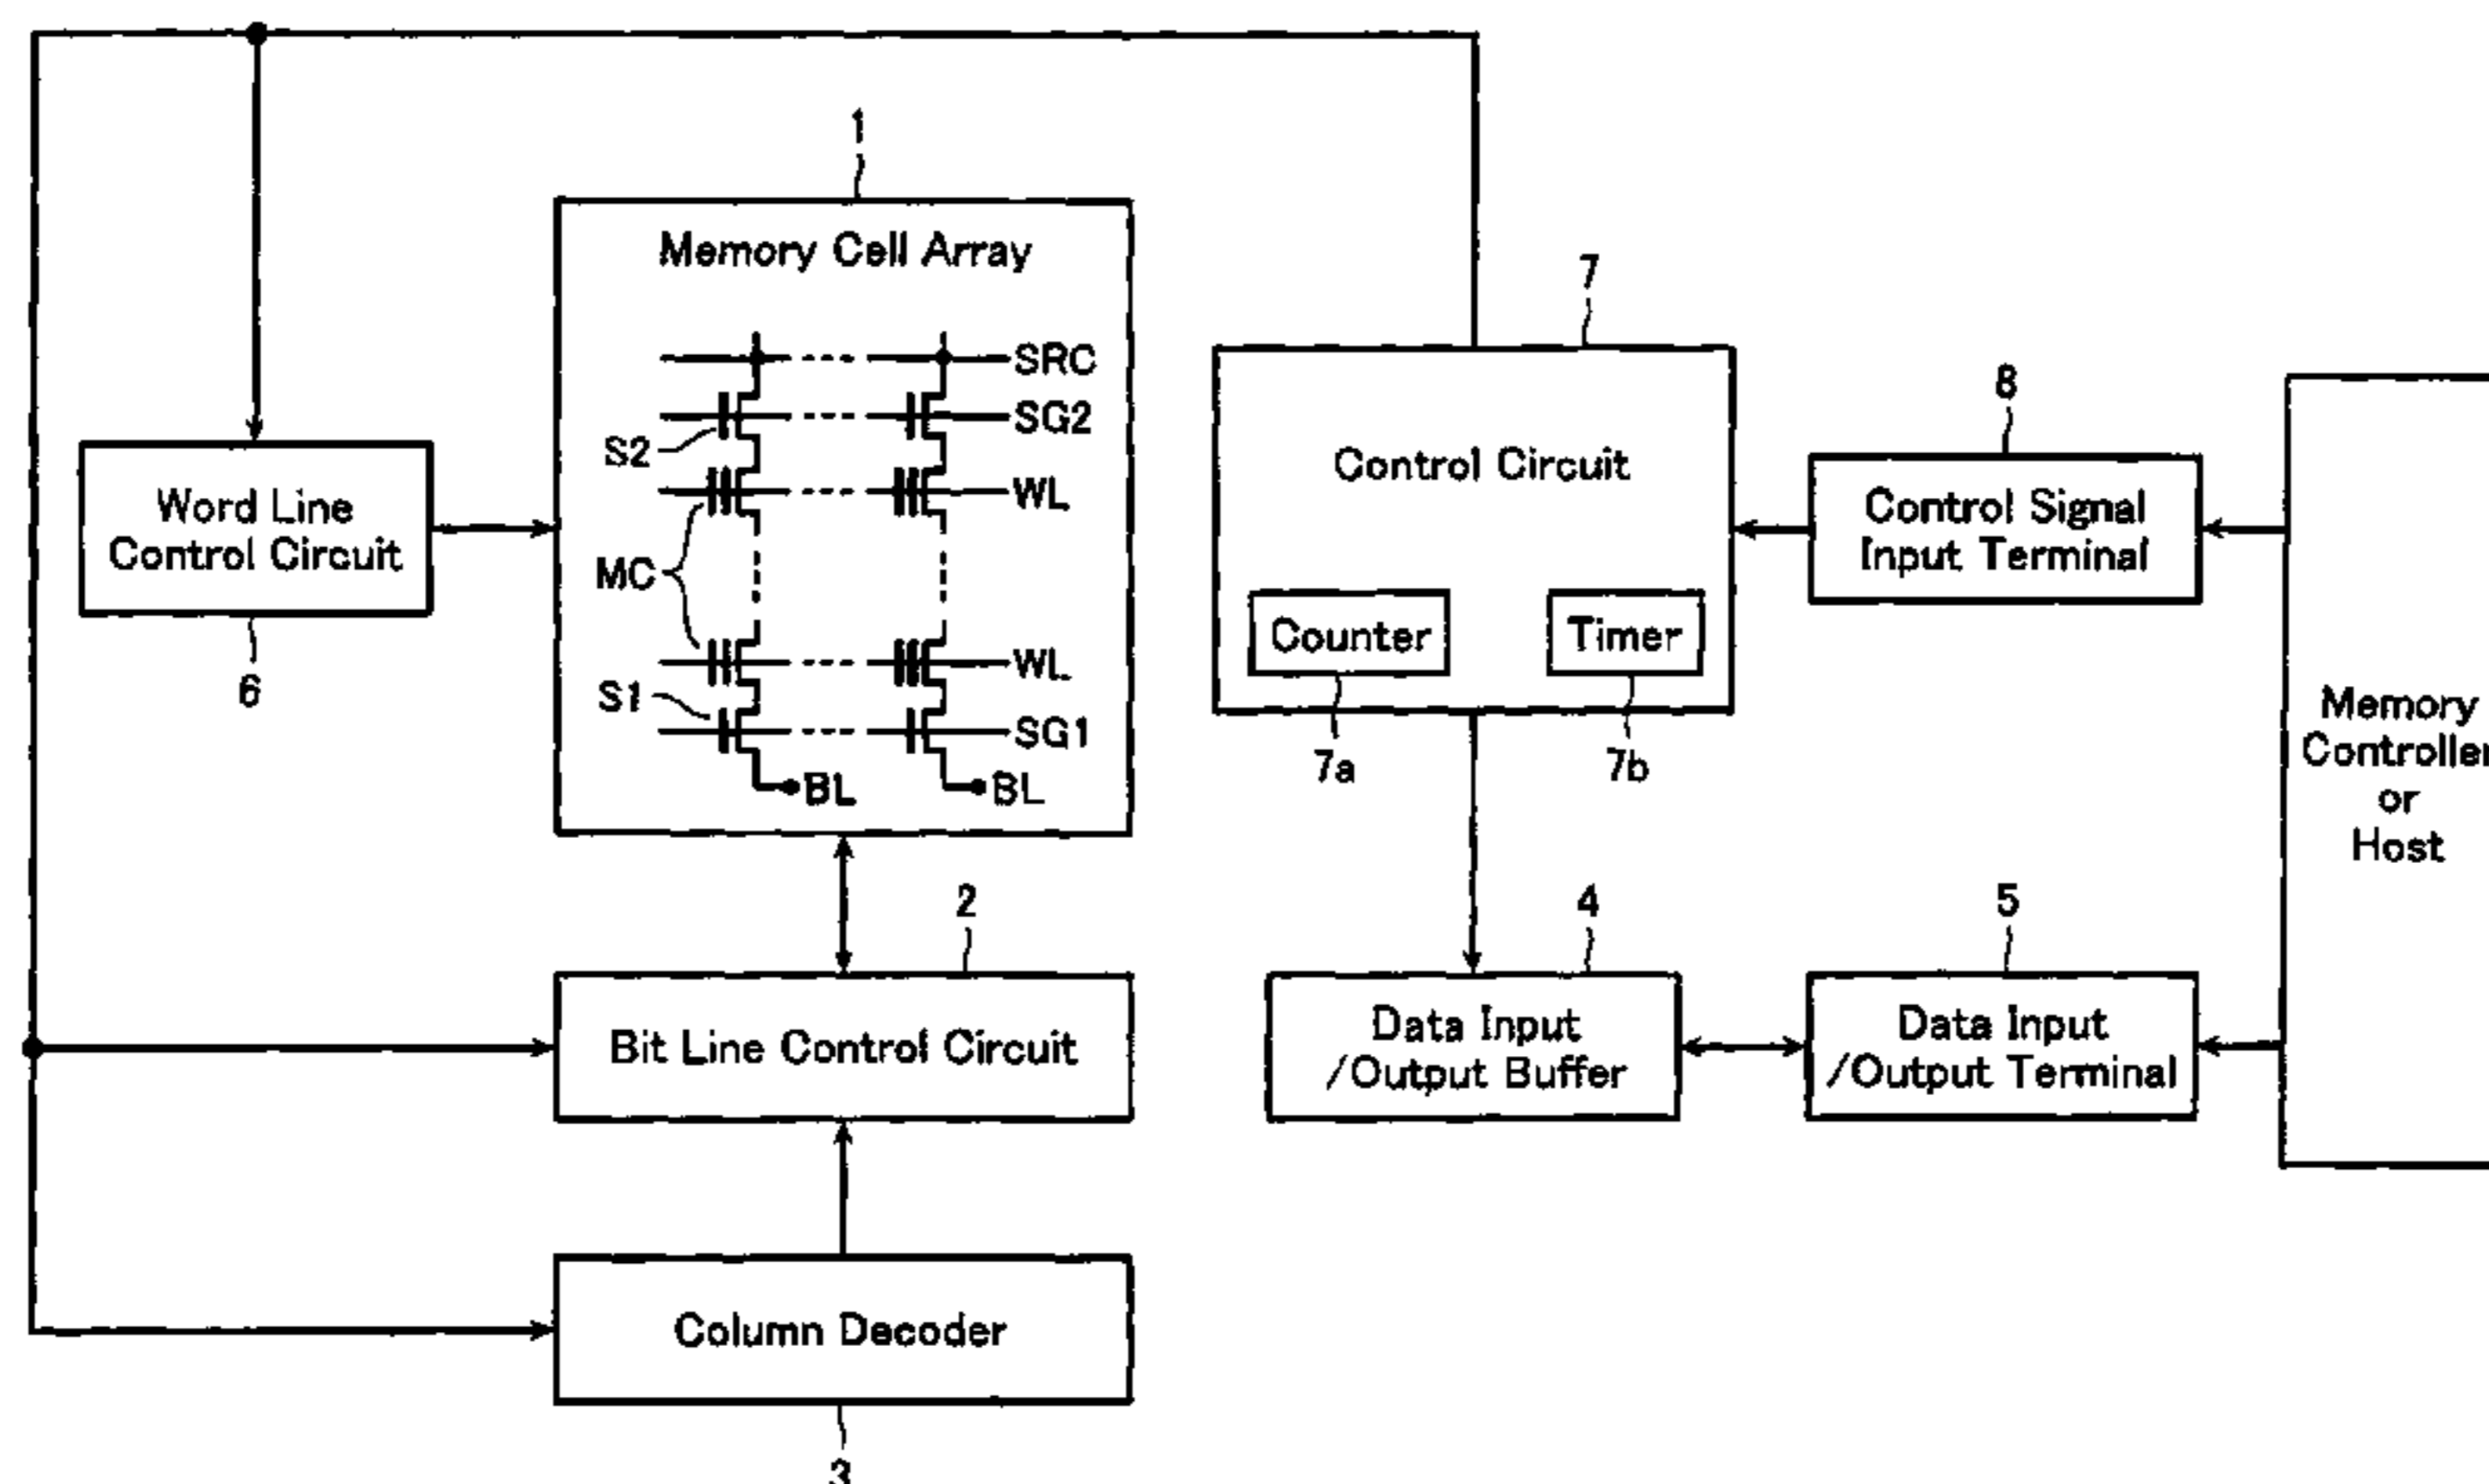 1
Memory Cell Array
SRC
SG2
S2
WL
MC
WL
S1
SG1
BL
BL
Word Line
Control Circuit
6
7
Control Circuit
Counter
Timer
7a
7b
8
Control Signal
Input Terminal
Memory
Controller
or
Host
2
Bit Line Control Circuit
4
Data Input
/Output Buffer
5
Data Input
/Output Terminal
Column Decoder
3